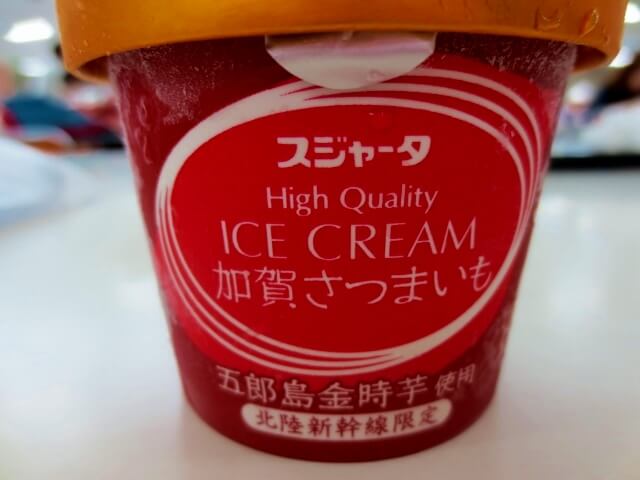 スジャータ
High Quality
ICE CREAM
加賀さつまいも
五郎島金時芋使用
北陸新幹線限定